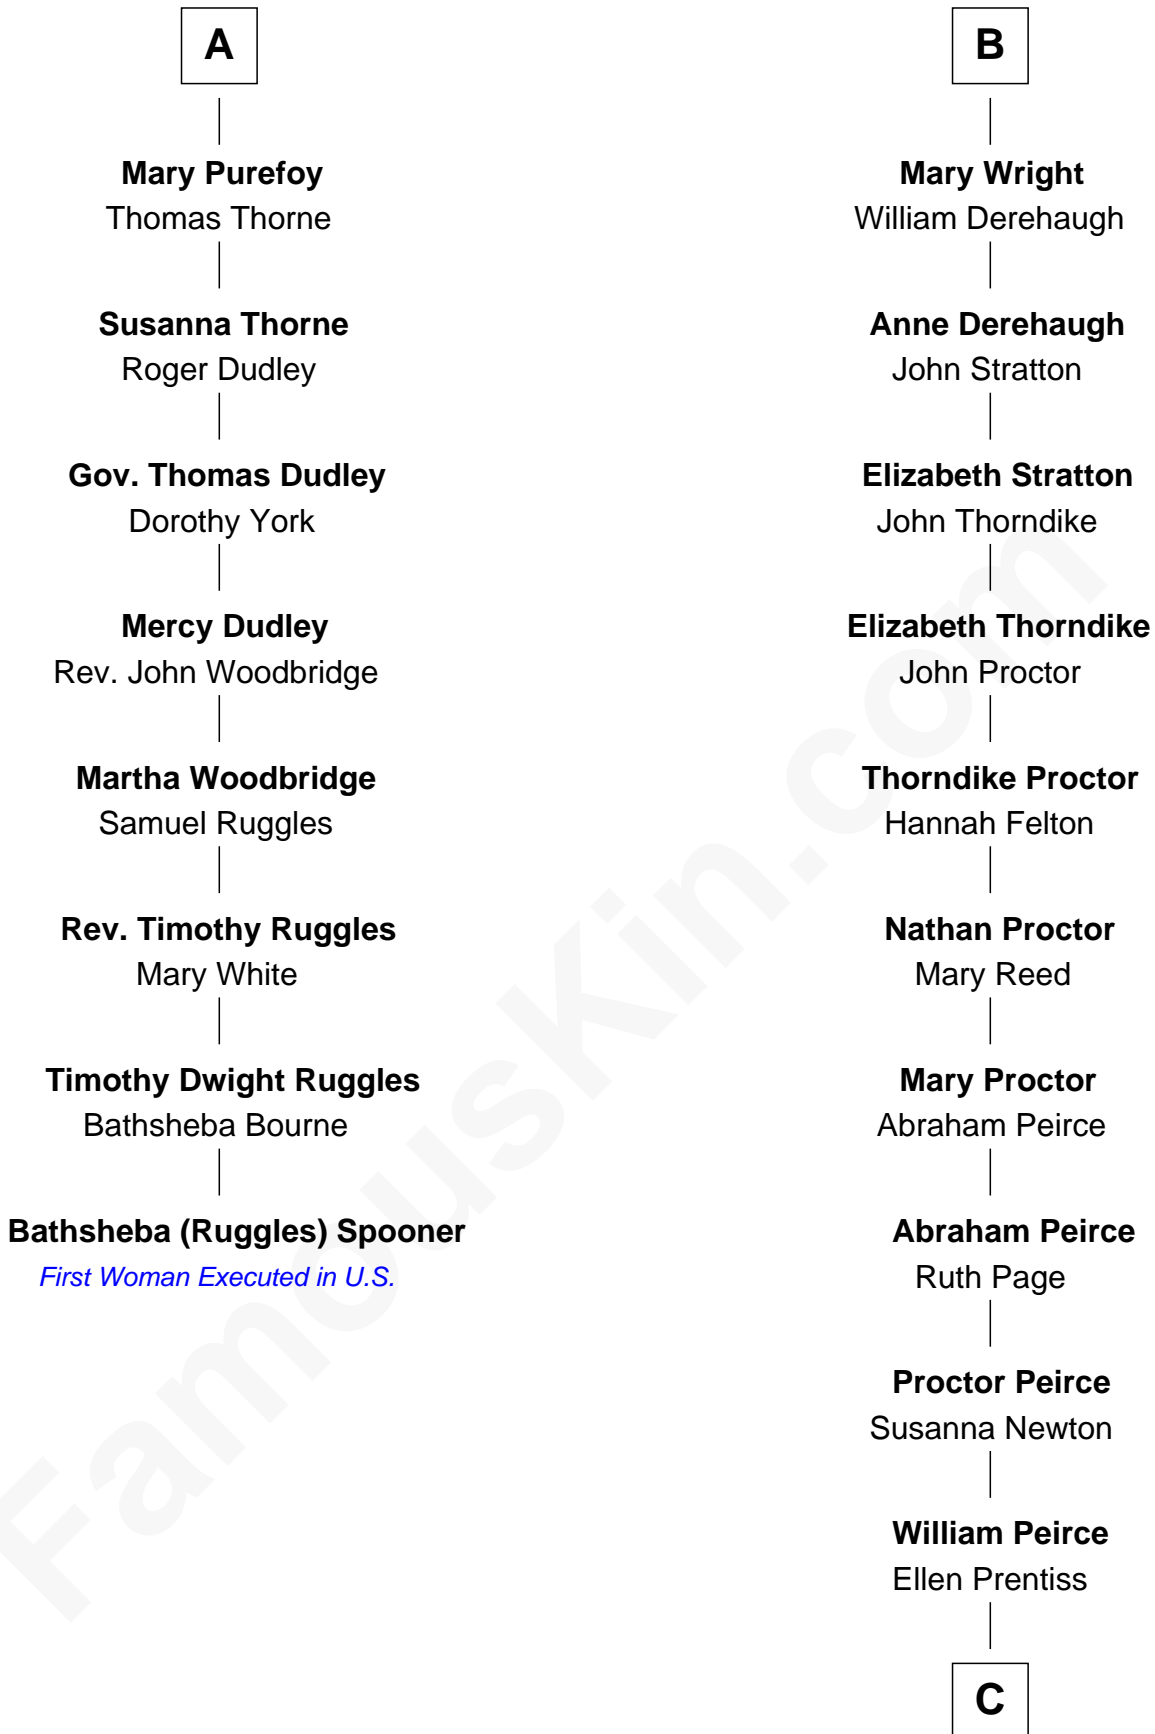 A
Mary Purefoy
Thomas Thorne
Susanna Thorne
Roger Dudley
Gov. Thomas Dudley
Dorothy York
Mercy Dudley
Rev. John Woodbridge
Martha Woodbridge
Samuel Ruggles
Rev. Timothy Ruggles
Mary White
Timothy Dwight Ruggles
Bathsheba Bourne
Bathsheba (Ruggles) Spooner
First Woman Executed in U.S.
B
Mary Wright
William Derehaugh
Anne Derehaugh
John Stratton
Elizabeth Stratton
John Thorndike
Elizabeth Thorndike
John Proctor
Thorndike Proctor
Hannah Felton
Nathan Proctor
Mary Reed
Mary Proctor
Abraham Peirce
Abraham Peirce
Ruth Page
Proctor Peirce
Susanna Newton
William Peirce
Ellen Prentiss
C
FamousKin.com